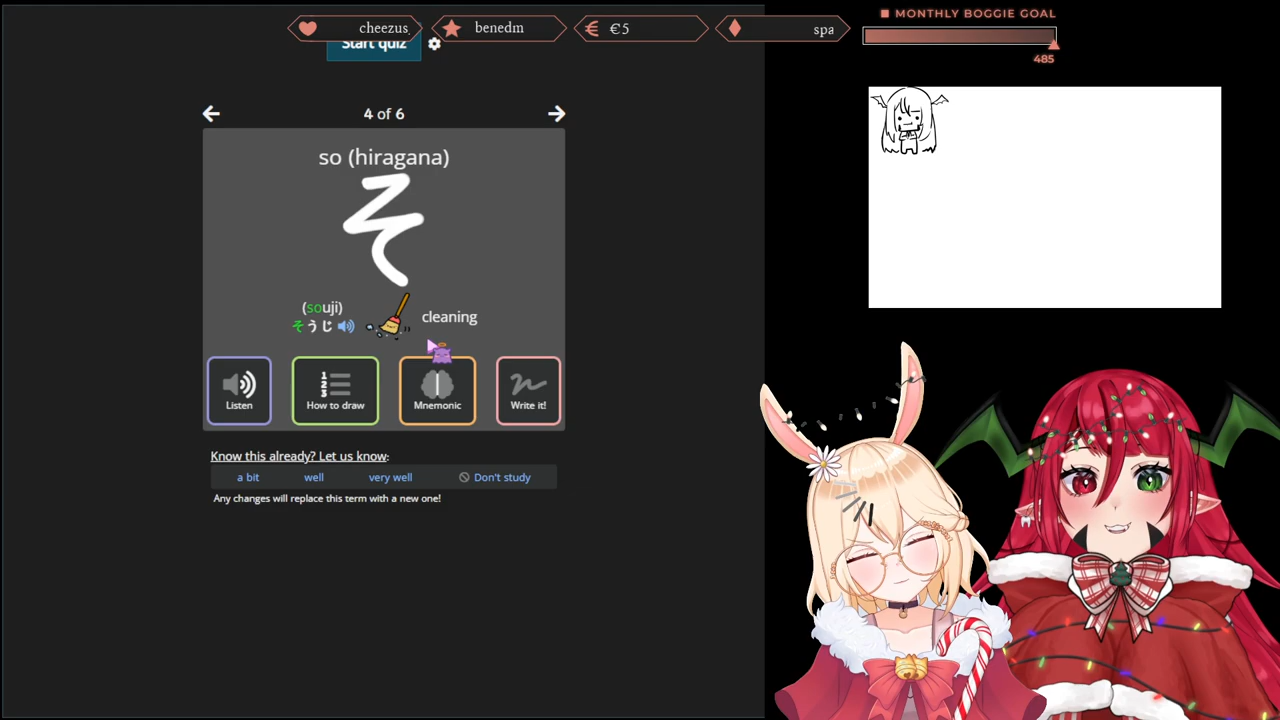 cheezus
benedm
€5
spa
MONTHLY BOGGIE GOAL
485
Start quiz
4 of 6
so (hiragana)
そ
(souji)
そうじ
cleaning
Listen
How to draw
Mnemonic
Write it!
Know this already? Let us know:
a bit
well
very well
Don't study
Any changes will replace this term with a new one!